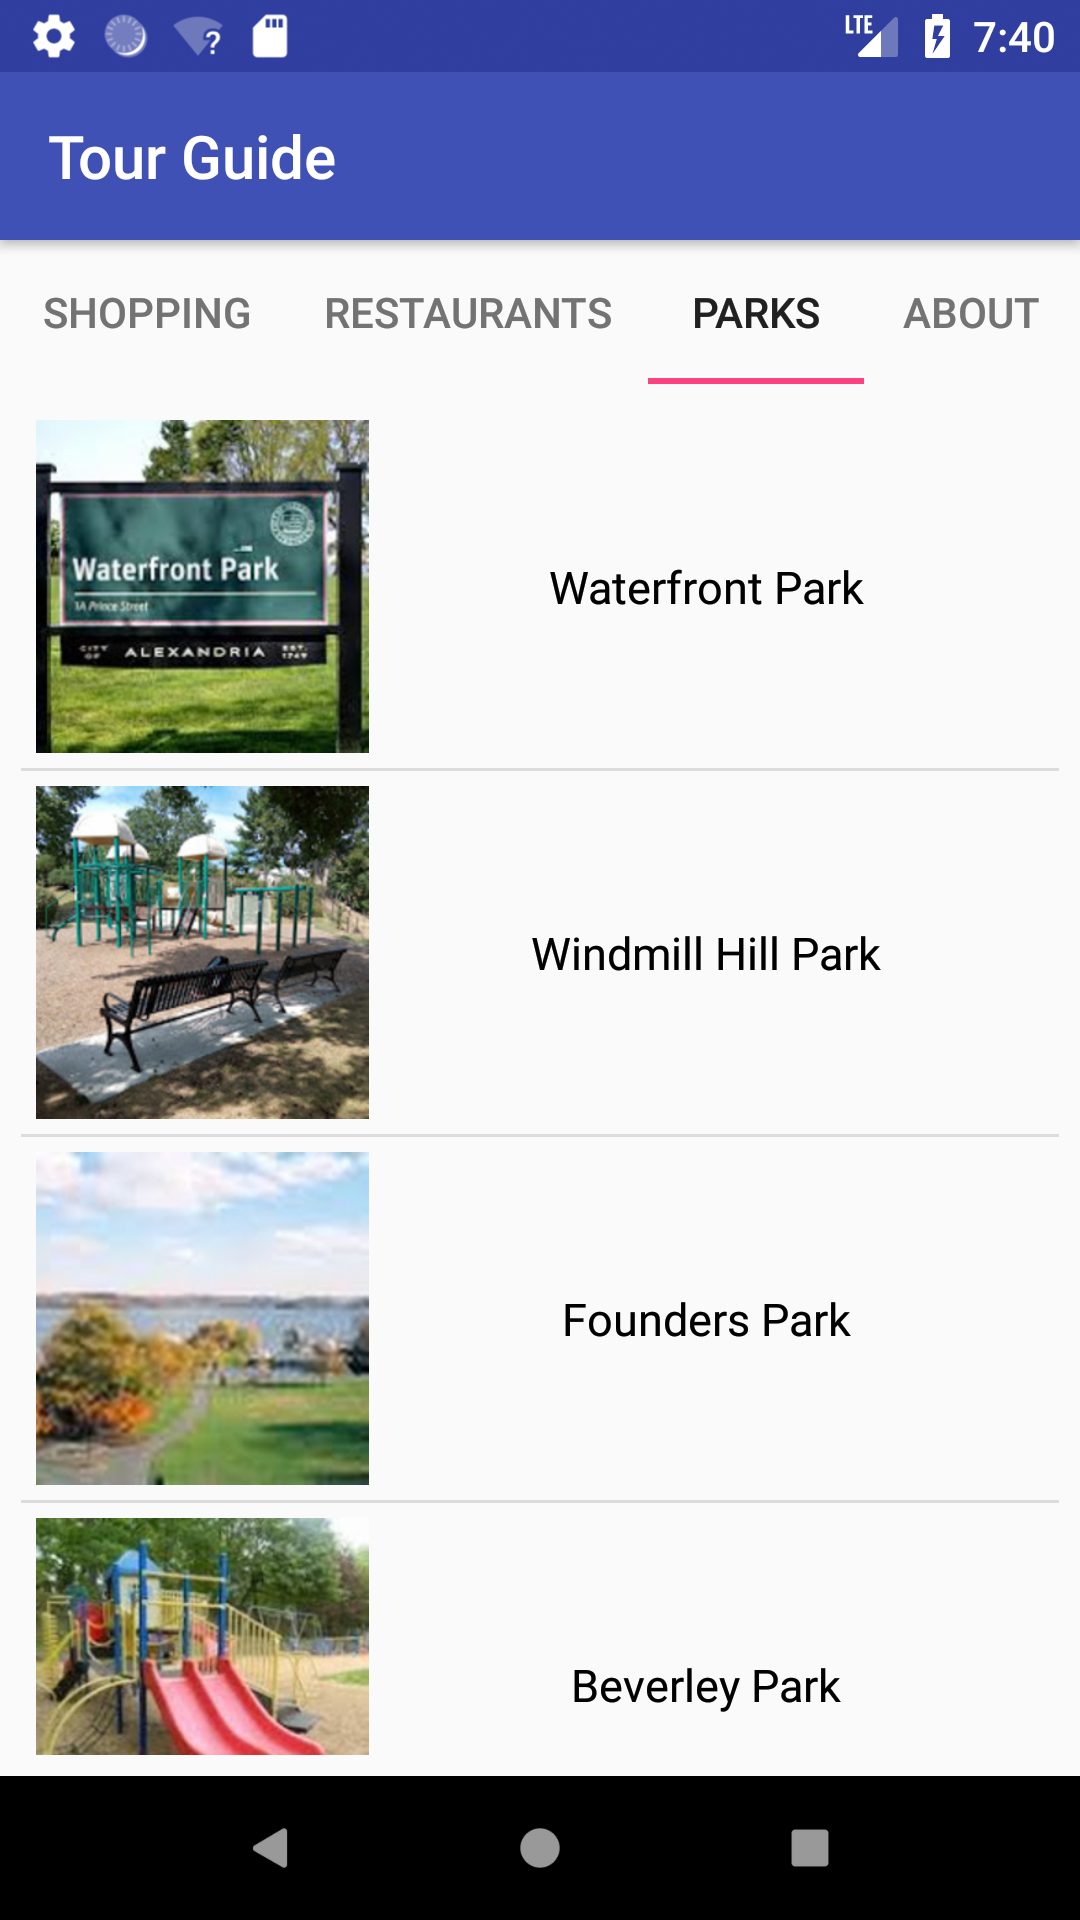 LTE 7:40
Tour Guide
SHOPPING RESTAURANTS PARKS ABOUT
Waterfront Park
1A Prince Street
CITY OF ALEXANDRIA EST. 1749
Waterfront Park
Windmill Hill Park
Founders Park
Beverley Park